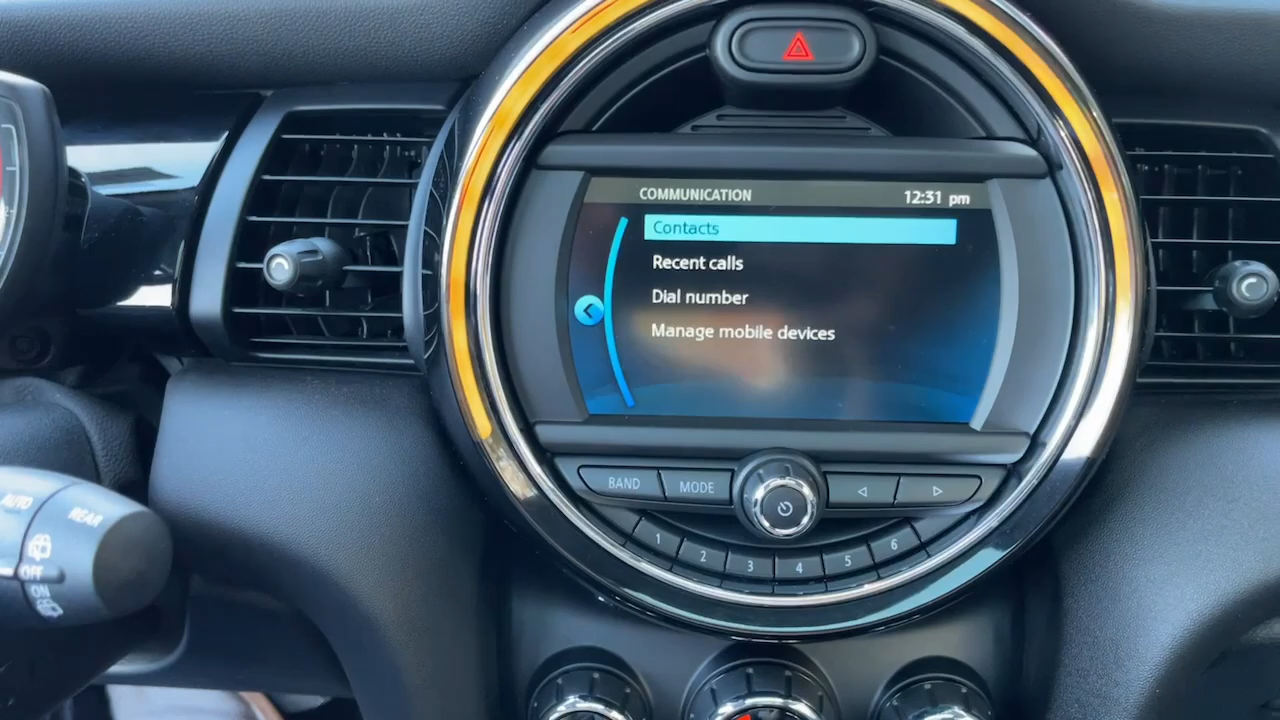 COMMUNICATION 12:31 pm
Contacts
Recent calls
Dial number
Manage mobile devices
BAND MODE
1 2 3 4 5 6
AUTO REAR
OFF
ON